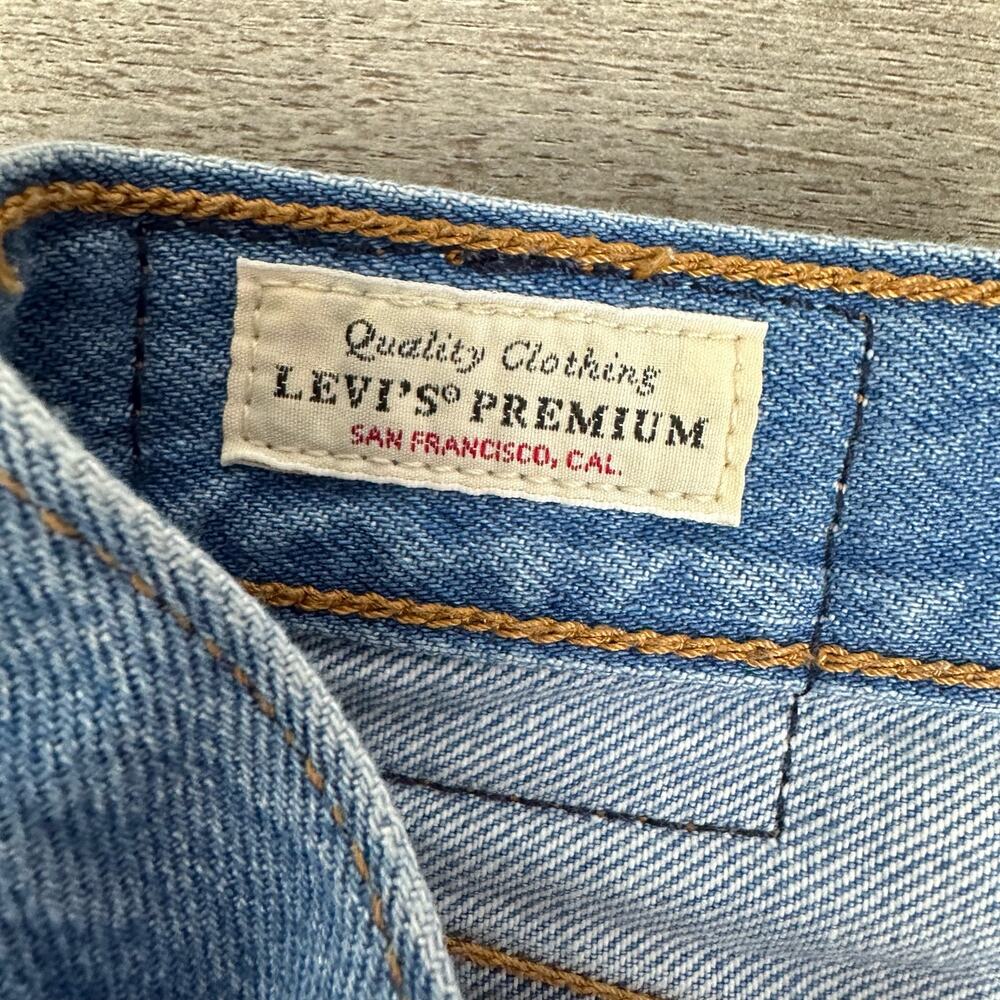 Quality Clothing
LEVI'S® PREMIUM
SAN FRANCISCO, CAL.